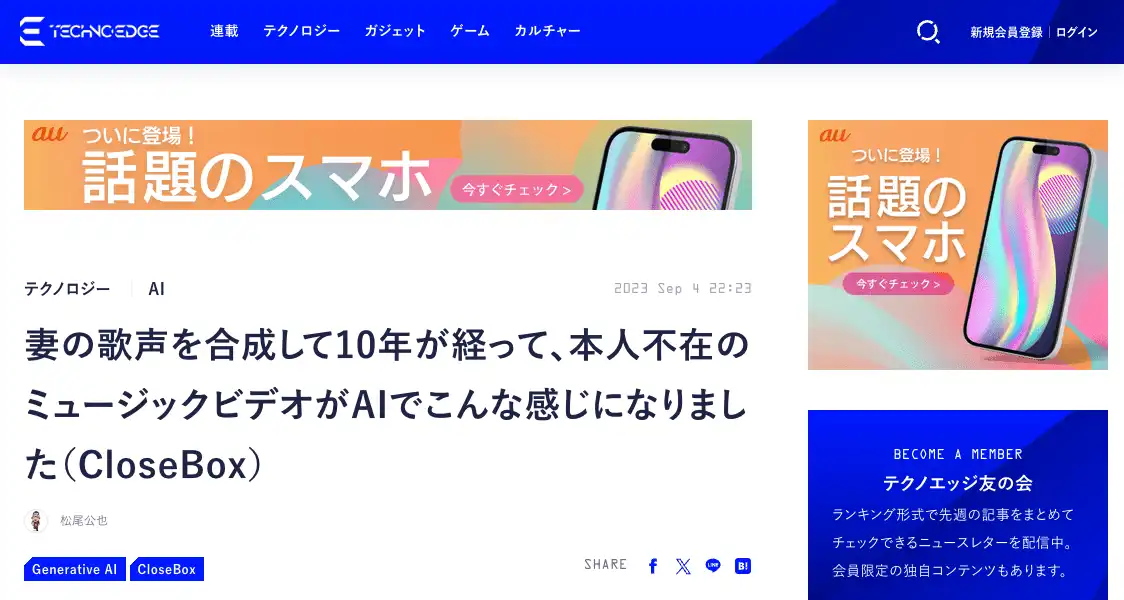 TECHNO-EDGE
連載 テクノロジー ガジェット ゲーム カルチャー
新規会員登録 | ログイン
au ついに登場！
話題のスマホ
今すぐチェック >
au
ついに登場！
話題の
スマホ
今すぐチェック >
テクノロジー AI
2023 Sep 4 22:23
妻の歌声を合成して10年が経って、本人不在の
ミュージックビデオがAIでこんな感じになりまし
た（CloseBox）
松尾公也
Generative AI CloseBox
SHARE
LINE
B!
BECOME A MEMBER
テクノエッジ友の会
ランキング形式で先週の記事をまとめて
チェックできるニュースレターを配信中。
会員限定の独自コンテンツもあります。